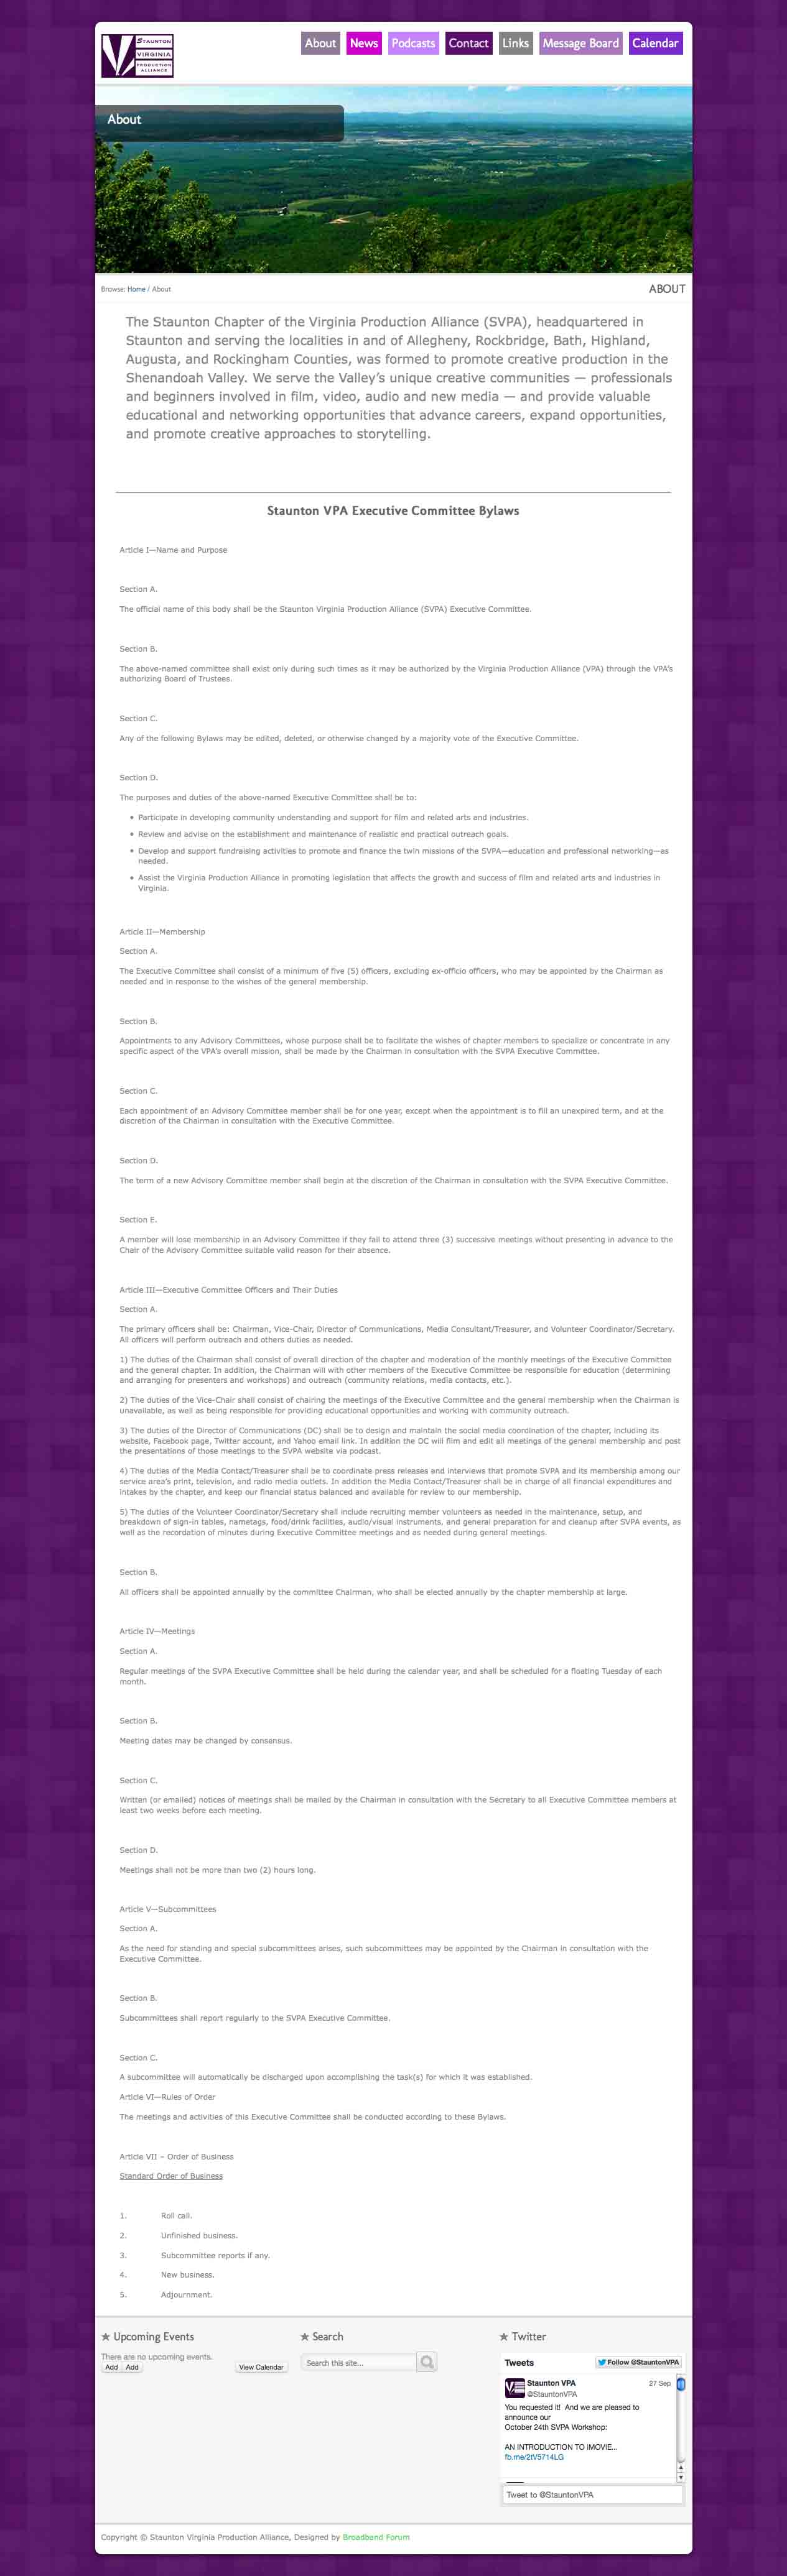 STAUNTON
VIRGINIA
PRODUCTION
ALLIANCE
About News Podcasts Contact Links Message Board Calendar
About
Browse: Home / About
ABOUT
The Staunton Chapter of the Virginia Production Alliance (SVPA), headquartered in
Staunton and serving the localities in and of Allegheny, Rockbridge, Bath, Highland,
Augusta, and Rockingham Counties, was formed to promote creative production in the
Shenandoah Valley. We serve the Valley's unique creative communities — professionals
and beginners involved in film, video, audio and new media — and provide valuable
educational and networking opportunities that advance careers, expand opportunities,
and promote creative approaches to storytelling.
Staunton VPA Executive Committee Bylaws
Article I—Name and Purpose
Section A.
The official name of this body shall be the Staunton Virginia Production Alliance (SVPA) Executive Committee.
Section B.
The above-named committee shall exist only during such times as it may be authorized by the Virginia Production Alliance (VPA) through the VPA's
authorizing Board of Trustees.
Section C.
Any of the following Bylaws may be edited, deleted, or otherwise changed by a majority vote of the Executive Committee.
Section D.
The purposes and duties of the above-named Executive Committee shall be to:
• Participate in developing community understanding and support for film and related arts and industries.
• Review and advise on the establishment and maintenance of realistic and practical outreach goals.
• Develop and support fundraising activities to promote and finance the twin missions of the SVPA—education and professional networking—as
needed.
• Assist the Virginia Production Alliance in promoting legislation that affects the growth and success of film and related arts and industries in
Virginia.
Article II—Membership
Section A.
The Executive Committee shall consist of a minimum of five (5) officers, excluding ex-officio officers, who may be appointed by the Chairman as
needed and in response to the wishes of the general membership.
Section B.
Appointments to any Advisory Committees, whose purpose shall be to facilitate the wishes of chapter members to specialize or concentrate in any
specific aspect of the VPA's overall mission, shall be made by the Chairman in consultation with the SVPA Executive Committee.
Section C.
Each appointment of an Advisory Committee member shall be for one year, except when the appointment is to fill an unexpired term, and at the
discretion of the Chairman in consultation with the Executive Committee.
Section D.
The term of a new Advisory Committee member shall begin at the discretion of the Chairman in consultation with the SVPA Executive Committee.
Section E.
A member will lose membership in an Advisory Committee if they fail to attend three (3) successive meetings without presenting in advance to the
Chair of the Advisory Committee suitable valid reason for their absence.
Article III—Executive Committee Officers and Their Duties
Section A.
The primary officers shall be: Chairman, Vice-Chair, Director of Communications, Media Consultant/Treasurer, and Volunteer Coordinator/Secretary.
All officers will perform outreach and others duties as needed.
1) The duties of the Chairman shall consist of overall direction of the chapter and moderation of the monthly meetings of the Executive Committee
and the general chapter. In addition, the Chairman will with other members of the Executive Committee be responsible for education (determining
and arranging for presenters and workshops) and outreach (community relations, media contacts, etc.).
2) The duties of the Vice-Chair shall consist of chairing the meetings of the Executive Committee and the general membership when the Chairman is
unavailable, as well as being responsible for providing educational opportunities and working with community outreach.
3) The duties of the Director of Communications (DC) shall be to design and maintain the social media coordination of the chapter, including its
website, Facebook page, Twitter account, and Yahoo email link. In addition the DC will film and edit all meetings of the general membership and post
the presentations of those meetings to the SVPA website via podcast.
4) The duties of the Media Contact/Treasurer shall be to coordinate press releases and interviews that promote SVPA and its membership among our
service area's print, television, and radio media outlets. In addition the Media Contact/Treasurer shall be in charge of all financial expenditures and
intakes by the chapter, and keep our financial status balanced and available for review to our membership.
5) The duties of the Volunteer Coordinator/Secretary shall include recruiting member volunteers as needed in the maintenance, setup, and
breakdown of sign-in tables, nametags, food/drink facilities, audio/visual instruments, and general preparation for and cleanup after SVPA events, as
well as the recordation of minutes during Executive Committee meetings and as needed during general meetings.
Section B.
All officers shall be appointed annually by the committee Chairman, who shall be elected annually by the chapter membership at large.
Article IV—Meetings
Section A.
Regular meetings of the SVPA Executive Committee shall be held during the calendar year, and shall be scheduled for a floating Tuesday of each
month.
Section B.
Meeting dates may be changed by consensus.
Section C.
Written (or emailed) notices of meetings shall be mailed by the Chairman in consultation with the Secretary to all Executive Committee members at
least two weeks before each meeting.
Section D.
Meetings shall not be more than two (2) hours long.
Article V—Subcommittees
Section A.
As the need for standing and special subcommittees arises, such subcommittees may be appointed by the Chairman in consultation with the
Executive Committee.
Section B.
Subcommittees shall report regularly to the SVPA Executive Committee.
Section C.
A subcommittee will automatically be discharged upon accomplishing the task(s) for which it was established.
Article VI—Rules of Order
The meetings and activities of this Executive Committee shall be conducted according to these Bylaws.
Article VII – Order of Business
Standard Order of Business
1. Roll call.
2. Unfinished business.
3. Subcommittee reports if any.
4. New business.
5. Adjournment.
★ Upcoming Events
There are no upcoming events.
Add Add View Calendar
★ Search
Search this site...
★ Twitter
Tweets Follow @StauntonVPA
Staunton VPA 27 Sep
@StauntonVPA
You requested it! And we are pleased to
announce our
October 24th SVPA Workshop:
AN INTRODUCTION TO iMOVIE...
fb.me/2tV5714LG
Tweet to @StauntonVPA
Copyright © Staunton Virginia Production Alliance, Designed by Broadband Forum